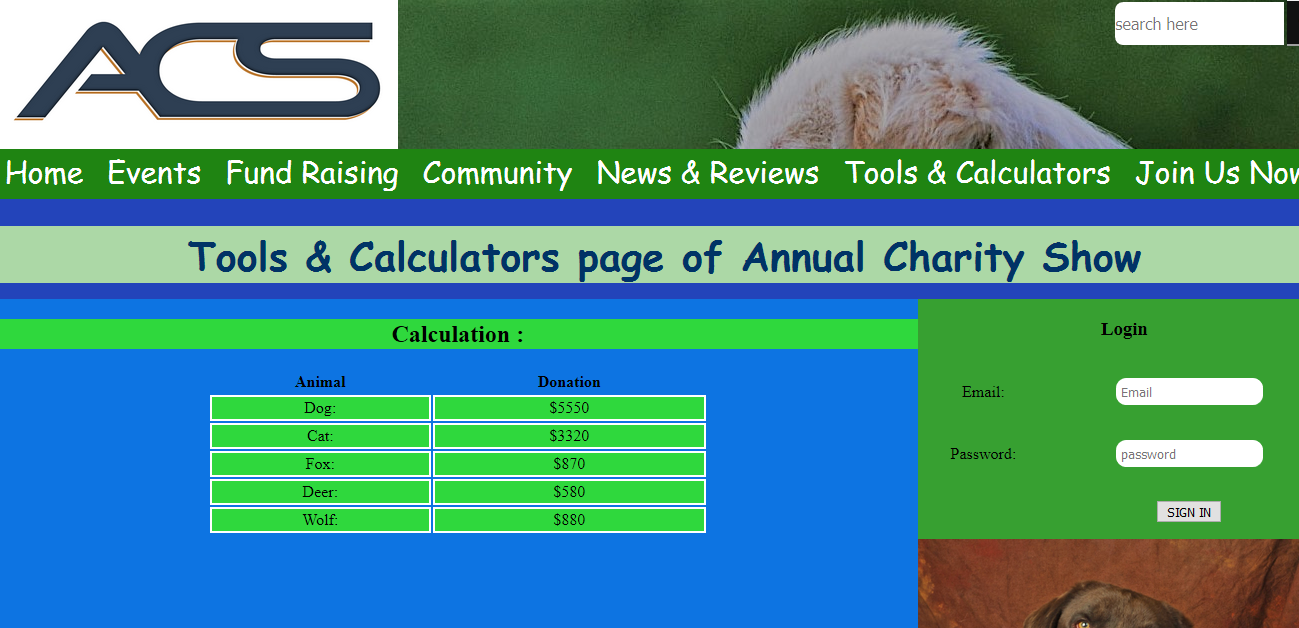 ACS
search here
Home Events Fund Raising Community News & Reviews Tools & Calculators Join Us Now
Tools & Calculators page of Annual Charity Show
Calculation :
Animal Donation
Dog: $5550
Cat: $3320
Fox: $870
Deer: $580
Wolf: $880
Login
Email: Email
Password: password
SIGN IN